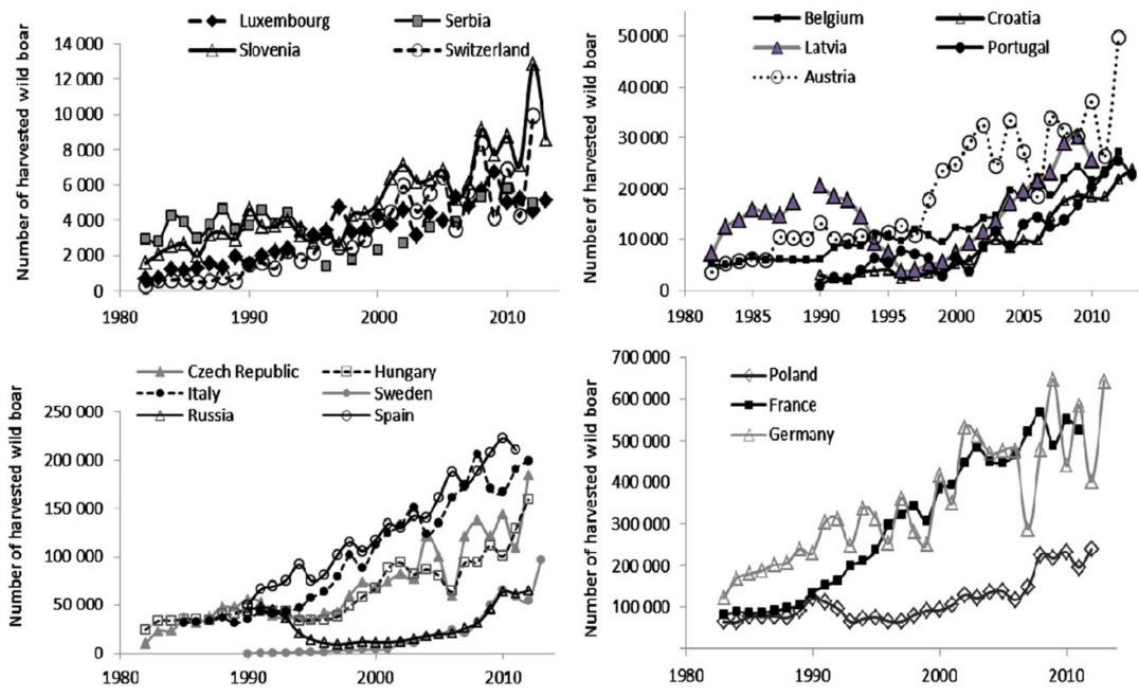 Luxembourg Serbia
Slovenia Switzerland
Number of harvested wild boar
14 000
12 000
10 000
8 000
6 000
4 000
2 000
0
1980 1990 2000 2010
Belgium Croatia
Latvia Portugal
Austria
Number of harvested wild boar
50 000
40 000
30 000
20 000
10 000
0
1980 1985 1990 1995 2000 2005 2010
Czech Republic Hungary
Italy Sweden
Russia Spain
Number of harvested wild boar
250 000
200 000
150 000
100 000
50 000
0
1980 1990 2000 2010
Poland
France
Germany
Number of harvested wild boar
700 000
600 000
500 000
400 000
300 000
200 000
100 000
1980 1990 2000 2010